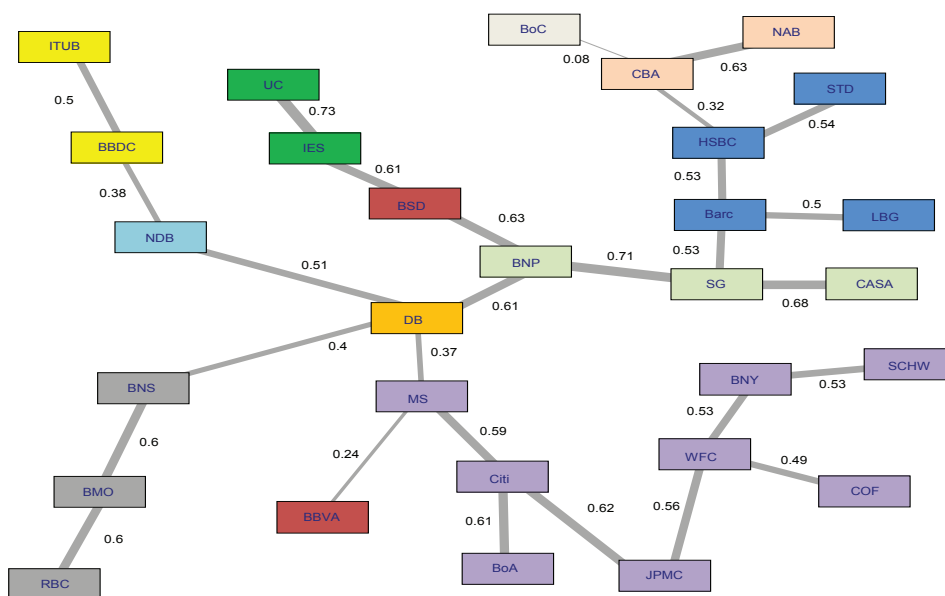 BoC
NAB
ITUB
0.08
0.63
CBA
UC
STD
0.5
0.73
0.32
0.54
BBDC
IES
HSBC
0.61
0.53
0.38
BSD
Barc
0.5
LBG
0.63
NDB
0.53
0.51
BNP
0.71
SG
CASA
0.61
0.68
DB
0.4
0.37
BNS
MS
BNY
SCHW
0.53
0.53
0.59
0.6
0.24
WFC
0.49
Citi
BMO
COF
0.56
0.62
BBVA
0.61
0.6
BoA
JPMC
RBC